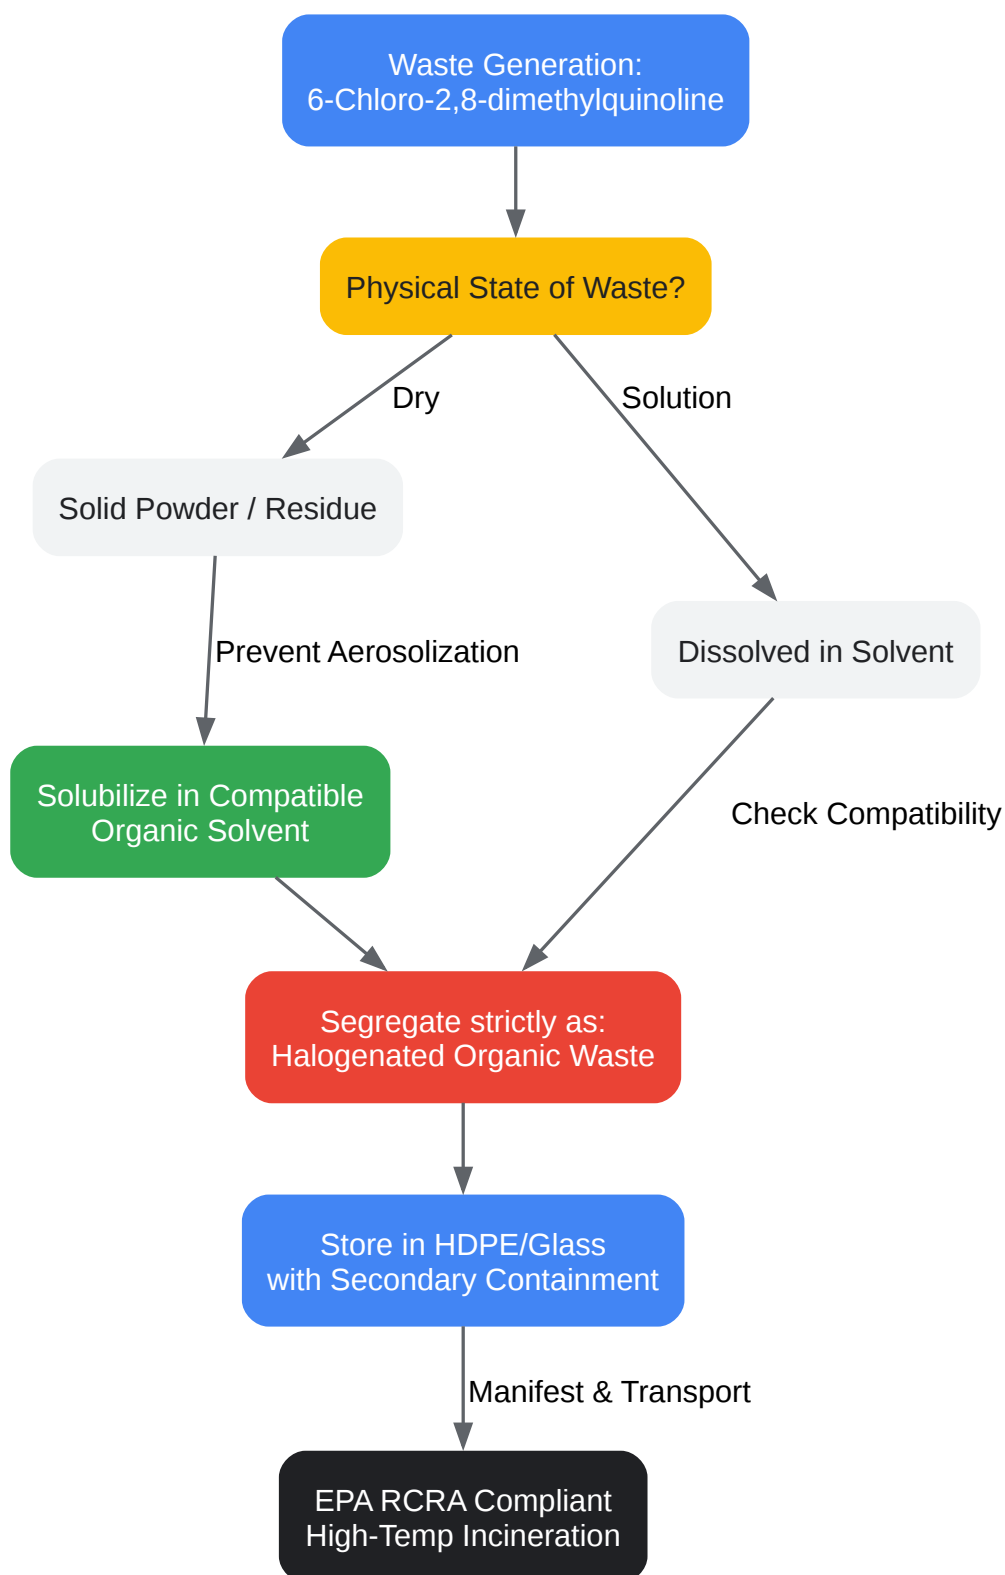 Waste Generation:
6-Chloro-2,8-dimethylquinoline
Physical State of Waste?
Dry
Solution
Solid Powder / Residue
Prevent Aerosolization
Dissolved in Solvent
Solubilize in Compatible
Organic Solvent
Check Compatibility
Segregate strictly as:
Halogenated Organic Waste
Store in HDPE/Glass
with Secondary Containment
Manifest & Transport
EPA RCRA Compliant
High-Temp Incineration